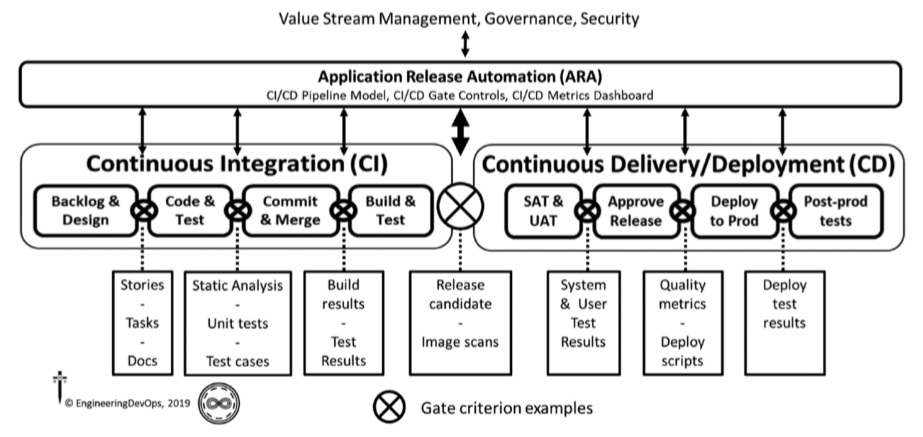 Value Stream Management, Governance, Security
Application Release Automation (ARA)
CI/CD Pipeline Model, CI/CD Gate Controls, CI/CD Metrics Dashboard
Continuous Integration (CI)
Backlog &
Design
Code &
Test
Commit
& Merge
Build &
Test
Continuous Delivery/Deployment (CD)
SAT &
UAT
Approve
Release
Deploy
to Prod
Post-prod
tests
Stories
-
Tasks
-
Docs
Static Analysis
-
Unit tests
-
Test cases
Build
results
-
Test
Results
Release
candidate
-
Image scans
System
& User
Test
Results
Quality
metrics
-
Deploy
scripts
Deploy
test
results
© EngineeringDevOps, 2019
Gate criterion examples